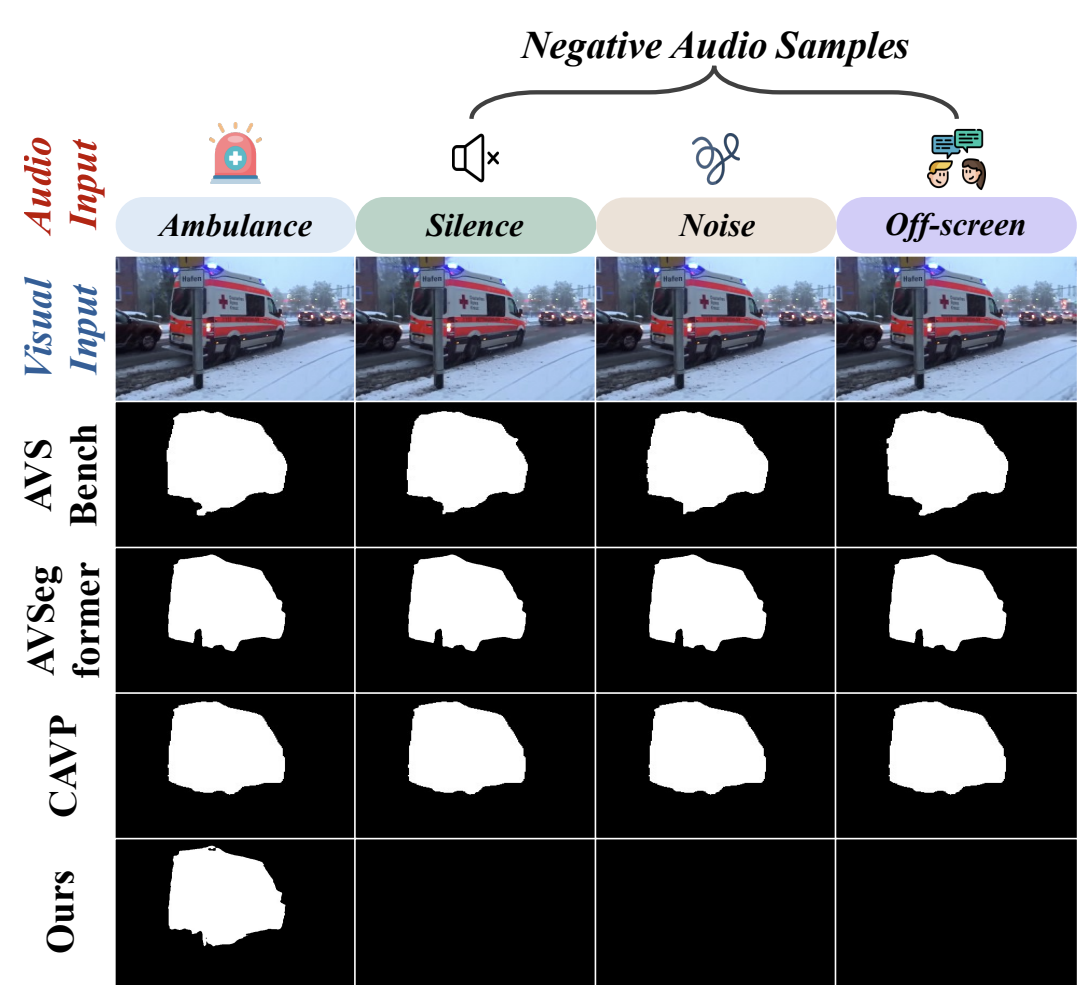 Negative Audio Samples
Audio
Input
Ambulance
Silence
Noise
Off-screen
Visual
Input
Hafen
Hafen
Hafen
Hafen
AVS
Bench
AVSeg
former
CAVP
Ours